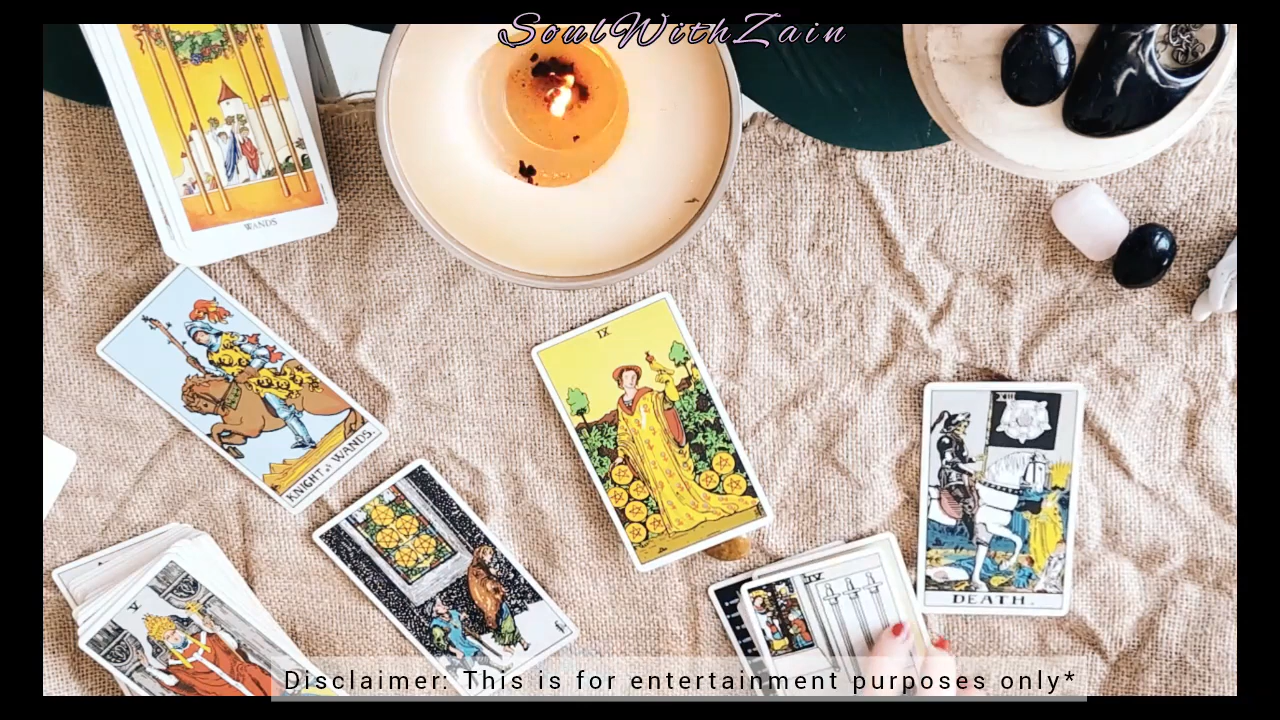 SoulWithZain
WANDS
IX
KNIGHT of WANDS.
XIII
DEATH.
IV
V
Disclaimer: This is for entertainment purposes only*